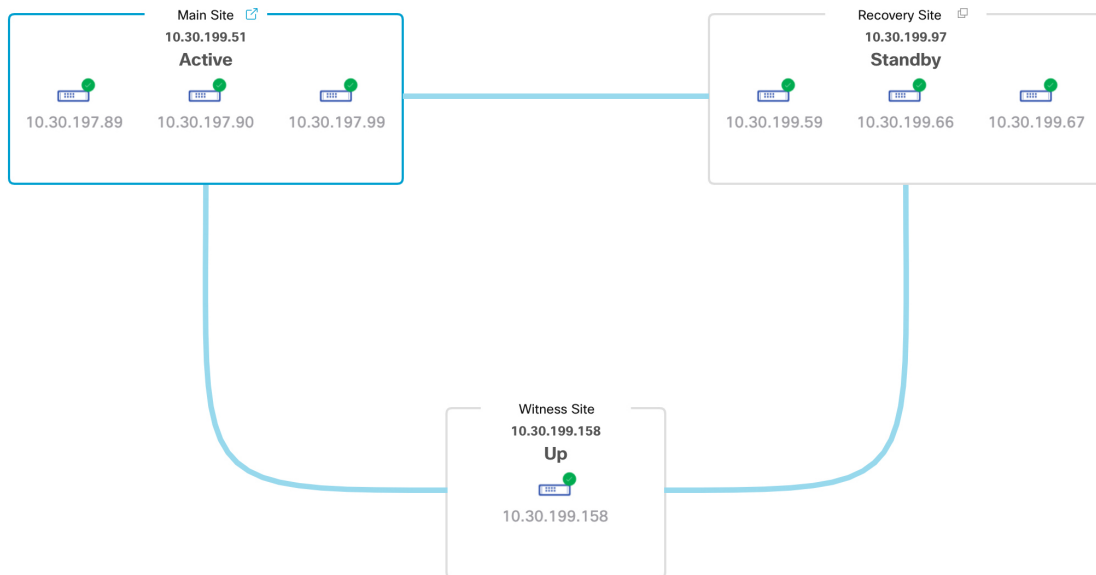 Main Site
10.30.199.51
Active
10.30.197.89 10.30.197.90 10.30.197.99
Recovery Site
10.30.199.97
Standby
10.30.199.59 10.30.199.66 10.30.199.67
Witness Site
10.30.199.158
Up
10.30.199.158